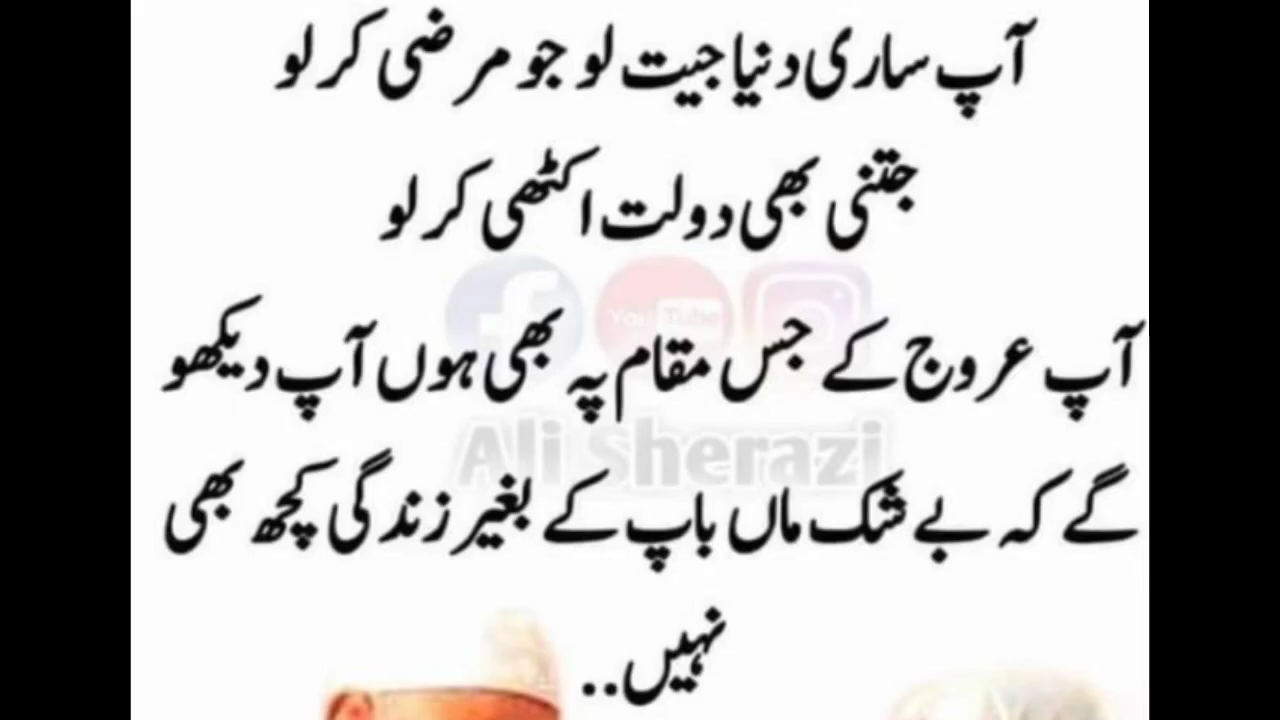 آپ ساری دنیا جیت لو جو مرضی کر لو
جتنی بھی دولت اکٹھی کر لو
YouTube
آپ عروج کے جس مقام پہ بھی ہوں آپ دیکھو
Ali Sherazi
گے کہ بے شک ماں باپ کے بغیر زندگی کچھ بھی
نہیں..